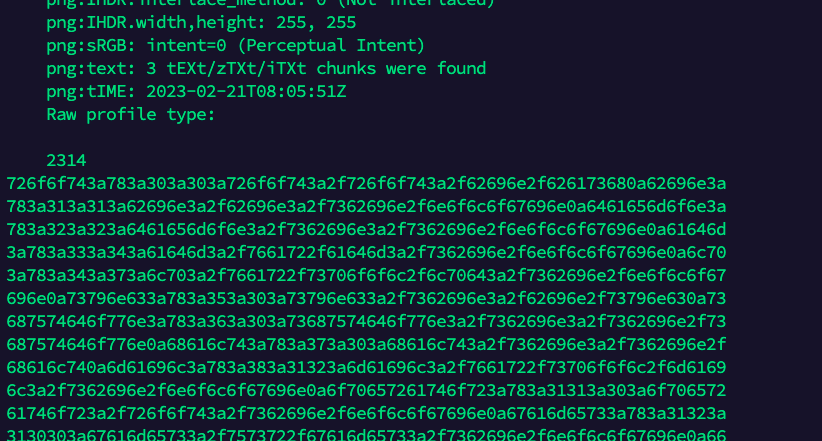 png:IHDR.interlace_method: 0 (Not interlaced)
png:IHDR.width,height: 255, 255
png:sRGB: intent=0 (Perceptual Intent)
png:text: 3 tEXt/zTXt/iTXt chunks were found
png:tIME: 2023-02-21T08:05:51Z
Raw profile type:
2314
726f6f743a783a303a303a726f6f743a2f726f6f743a2f62696e2f626173680a62696e3a
783a313a313a62696e3a2f62696e3a2f7362696e2f6e6f6c6f67696e0a6461656d6f6e3a
783a323a323a6461656d6f6e3a2f7362696e3a2f7362696e2f6e6f6c6f67696e0a61646d
3a783a333a343a61646d3a2f7661722f61646d3a2f7362696e2f6e6f6c6f67696e0a6c70
3a783a343a373a6c703a2f7661722f73706f6f6c2f6c70643a2f7362696e2f6e6f6c6f67
696e0a73796e633a783a353a303a73796e633a2f7362696e3a2f62696e2f73796e630a73
687574646f776e3a783a363a303a73687574646f776e3a2f7362696e3a2f7362696e2f73
687574646f776e0a68616c743a783a373a303a68616c743a2f7362696e3a2f7362696e2f
68616c740a6d61696c3a783a383a31323a6d61696c3a2f7661722f73706f6f6c2f6d6169
6c3a2f7362696e2f6e6f6c6f67696e0a6f70657261746f723a783a31313a303a6f706572
61746f723a2f726f6f743a2f7362696e2f6e6f6c6f67696e0a67616d65733a783a31323a
3130303a67616d65733a2f7573722f67616d65733a2f7362696e2f6e6f6c6f67696e0a66